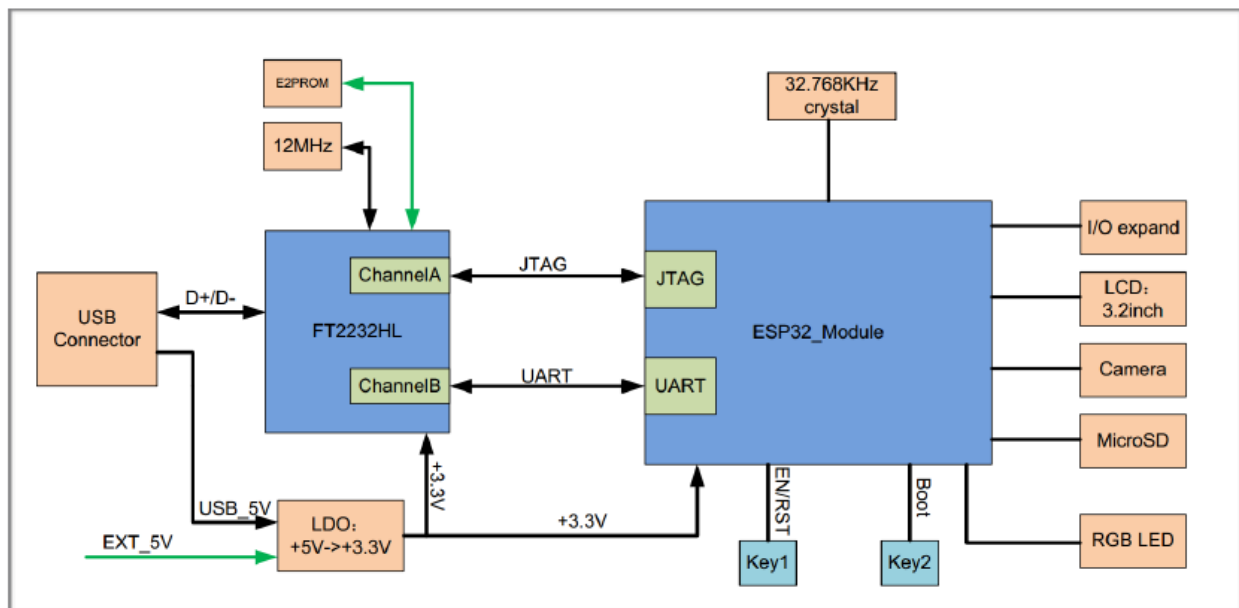 E2PROM
32.768KHz
crystal
12MHz
I/O expand
ChannelA
JTAG
JTAG
LCD：
3.2inch
D+/D-
USB
Connector
FT2232HL
ESP32_Module
Camera
ChannelB
UART
UART
MicroSD
+3.3V
EN/RST
Boot
USB_5V
LDO：
+5V->+3.3V
+3.3V
EXT_5V
Key1
Key2
RGB LED